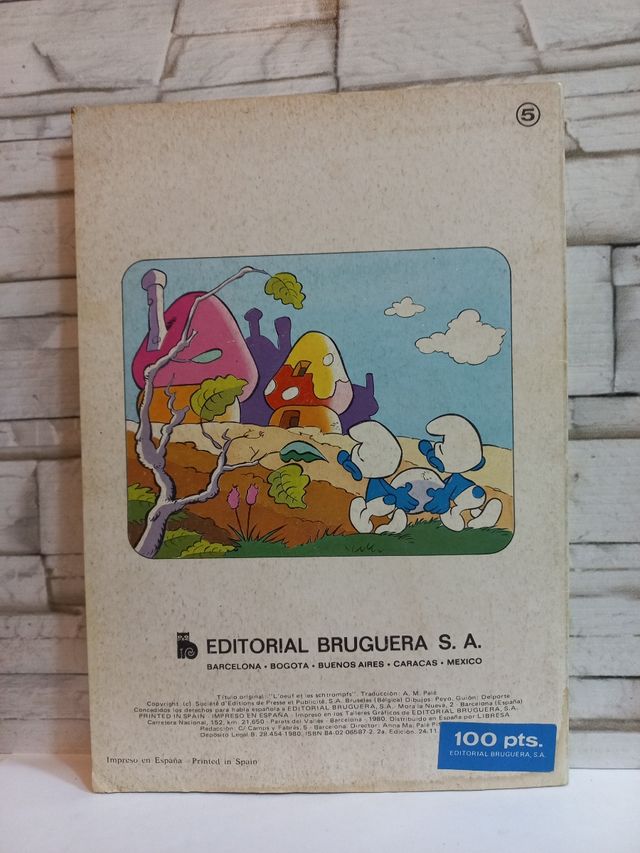 5
EDITORIAL BRUGUERA S. A.
BARCELONA • BOGOTA • BUENOS AIRES • CARACAS • MEXICO
Título original: "L'oeuf et les schtrompfs". Traducción: A. M. Palé
Copyright (c) Société d'Editions de Presse et Publicité, S.A. Bruselas (Bélgica) Dibujos: Peyo, Guión: Delporte
Concedidos los derechos para habla española a EDITORIAL BRUGUERA, S.A. Mora la Nueva, 2 Barcelona (España)
PRINTED IN SPAIN - IMPRESO EN ESPAÑA - Impreso en los Talleres Gráficos de EDITORIAL BRUGUERA, S.A.
Carretera Nacional, 152, km. 21,650 - Parets del Vallès - Barcelona - 1980. Distribuido en España por LIBRESA
Redacción: C/ Camps y Fabrés, 5 - Barcelona. Director: Anna Ma. Palé
Depósito Legal B. 28.454-1980, ISBN 84-02-06587-2. 2a. Edición. 24.11
100 pts.
EDITORIAL BRUGUERA, S.A.
Impreso en España - Printed in Spain